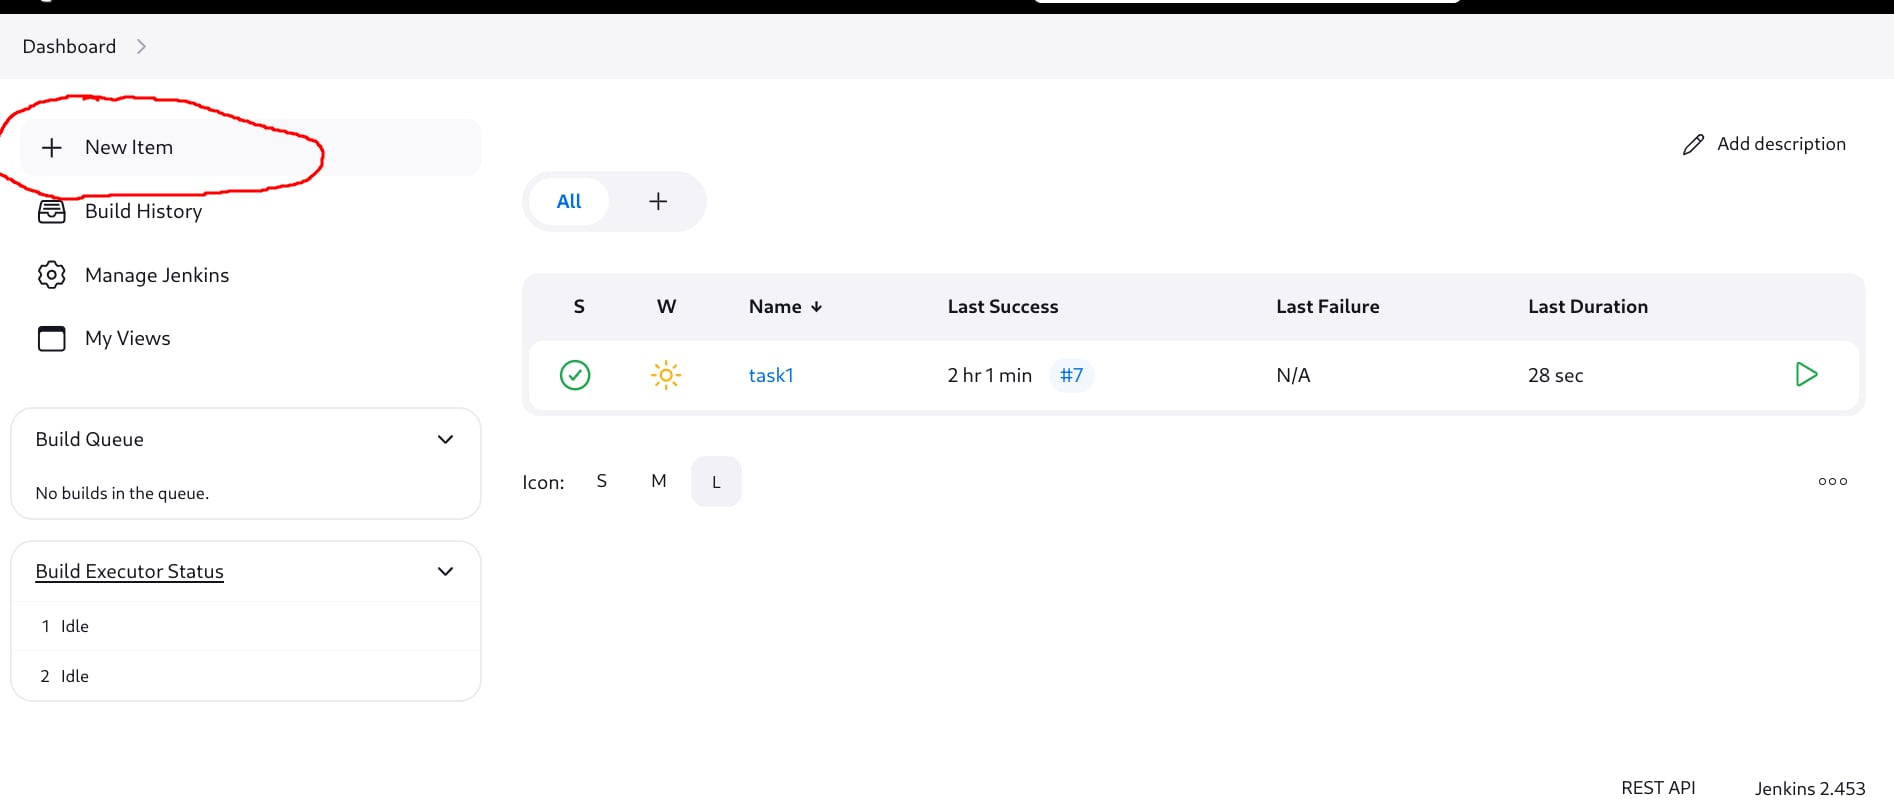 Dashboard
New Item
Build History
Manage Jenkins
My Views
Build Queue
No builds in the queue.
Build Executor Status
1 Idle
2 Idle
Add description
All
S W Name Last Success Last Failure Last Duration
task1 2 hr 1 min #7 N/A 28 sec
Icon: S M L
REST API Jenkins 2.453